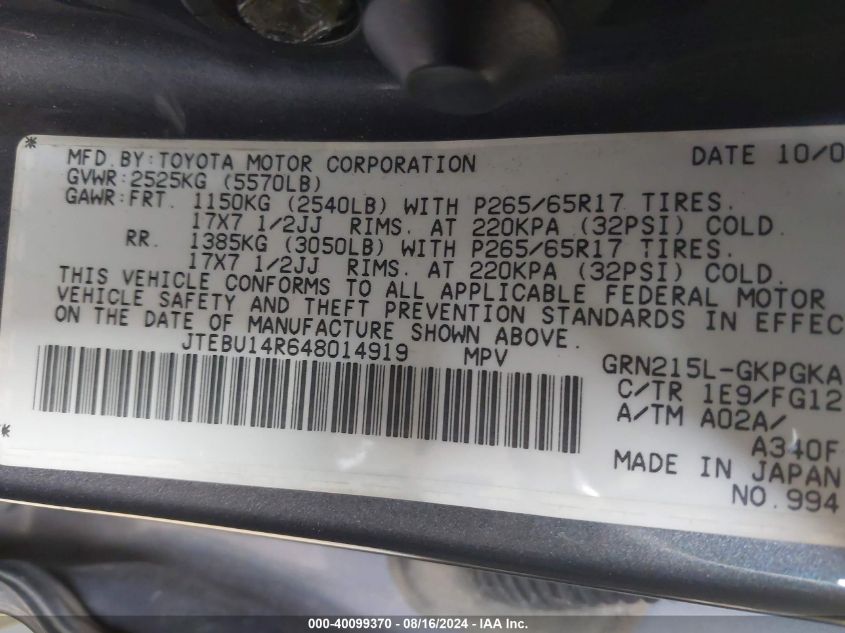 MFD.BY:TOYOTA MOTOR CORPORATION DATE 10/0
GVWR:2525KG (5570LB)
GAWR:FRT. 1150KG (2540LB) WITH P265/65R17 TIRES.
17X7 1/2JJ RIMS. AT 220KPA (32PSI) COLD.
RR. 1385KG (3050LB) WITH P265/65R17 TIRES.
17X7 1/2JJ RIMS. AT 220KPA (32PSI) COLD.
THIS VEHICLE CONFORMS TO ALL APPLICABLE FEDERAL MOTOR
VEHICLE SAFETY AND THEFT PREVENTION STANDARDS IN EFFEC
ON THE DATE OF MANUFACTURE SHOWN ABOVE.
JTEBU14R648014919 MPV GRN215L-GKPGKA
C/TR 1E9/FG12
A/TM A02A/
A340F
MADE IN JAPAN
NO.994
000-40099370 - 08/16/2024 - IAA Inc.